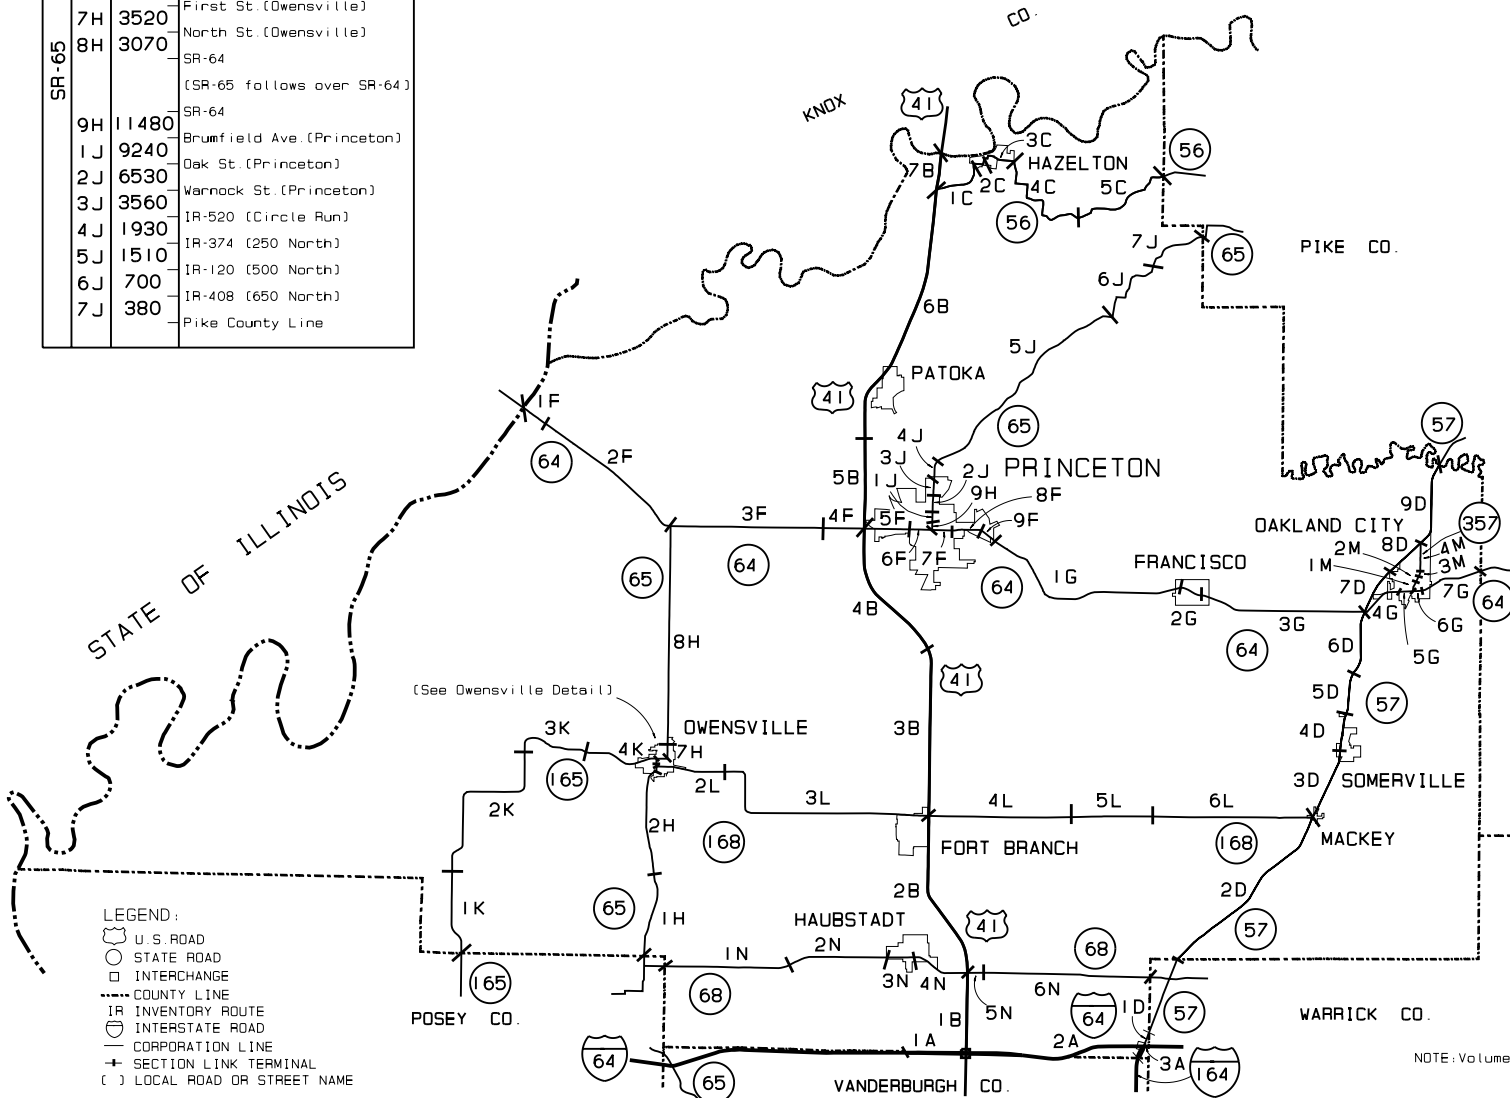 First St.(Owensville)
7H 3520
North St.(Owensville)
8H 3070
SR-64
SR-65
(SR-65 follows over SR-64)
SR-64
9H 11480
Brumfield Ave.(Princeton)
1J 9240
Oak St.(Princeton)
2J 6530
Warnock St.(Princeton)
3J 3560
IR-520 (Circle Run)
4J 1930
IR-374 (250 North)
5J 1510
IR-120 (500 North)
6J 700
IR-408 (650 North)
7J 380
Pike County Line
CO.
KNOX
41
3C
HAZELTON
56
7B
1C
2C
4C
5C
56
7J
65
PIKE CO.
6J
6B
5J
PATOKA
41
1F
65
57
64
2F
4J
3J
2J
PRINCETON
5B
1J
9H
8F
9D
STATE OF ILLINOIS
3F
4F
5F
9F
OAKLAND CITY
357
2M
8D
4M
6F
7F
FRANCISCO
1M
3M
65
64
64
1G
7D
7G
64
4B
2G
3G
4G
6G
8H
64
6D
5G
41
(See Owensville Detail)
5D
57
3K
OWENSVILLE
3B
4D
4K
7H
165
2L
3D
SOMERVILLE
2K
3L
4L
5L
6L
2H
168
168
MACKEY
FORT BRANCH
2B
2D
1K
65
1H
HAUBSTADT
41
57
1N
2N
68
165
68
3N
4N
5N
6N
POSEY CO.
1B
64
1D
57
WARRICK CO.
64
1A
2A
3A
164
65
VANDERBURGH CO.
NOTE:Volume
LEGEND:
U.S.ROAD
STATE ROAD
INTERCHANGE
COUNTY LINE
IR INVENTORY ROUTE
INTERSTATE ROAD
CORPORATION LINE
SECTION LINK TERMINAL
( ) LOCAL ROAD OR STREET NAME